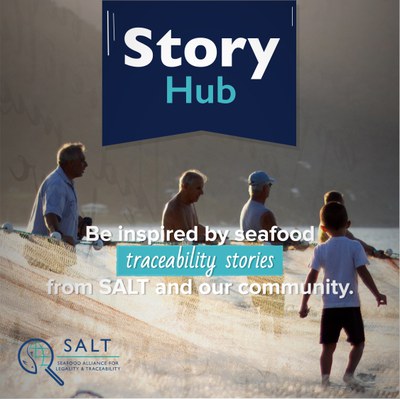 Story
Hub
Be inspired by seafood
traceability stories
from SALT and our community.
SALT
SEAFOOD ALLIANCE FOR
LEGALITY & TRACEABILITY